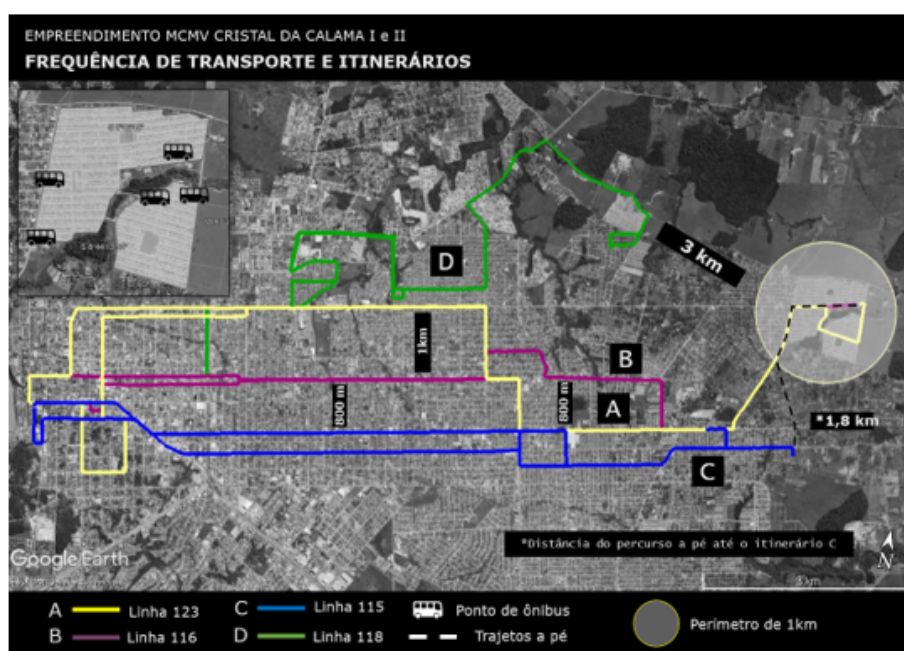 EMPREENDIMENTO MCMV CRISTAL DA CALAMA I e II
FREQUÊNCIA DE TRANSPORTE E ITINERÁRIOS
D
3 km
1km
B
800 m
800 m
A
*1,8 km
C
*Distância do percurso a pé até o itinerário C
Google Earth
N
A Linha 123
C Linha 115
Ponto de ônibus
Perímetro de 1km
B Linha 116
D Linha 118
Trajetos a pé